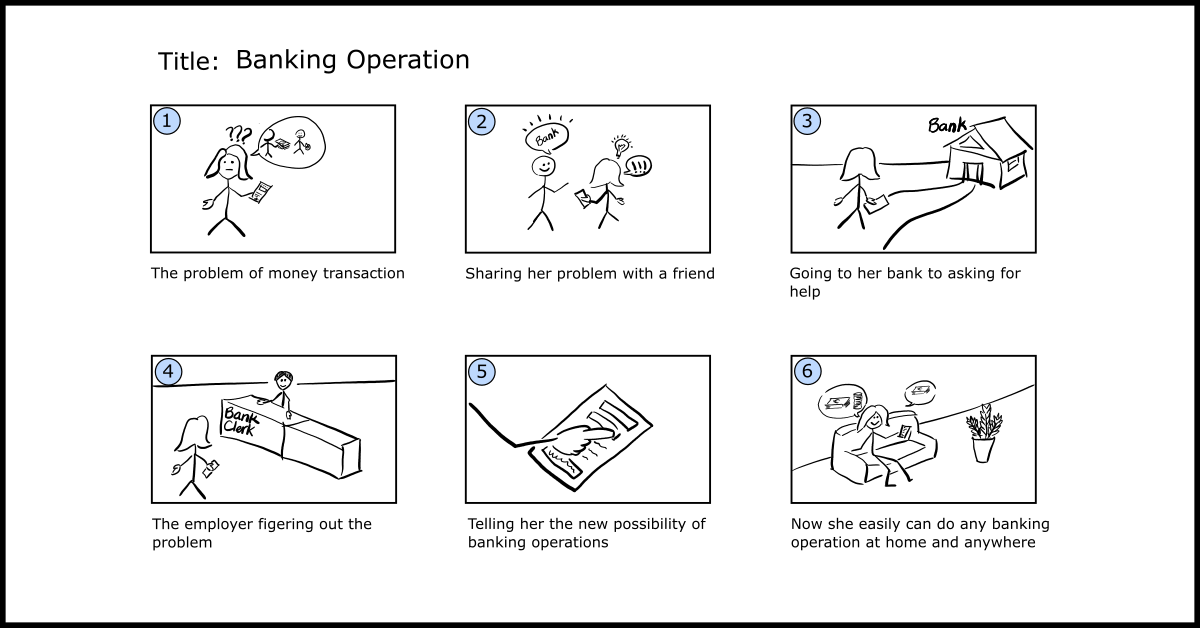 Title: Banking Operation
1
???
The problem of money transaction
2
Bank
!!!
Sharing her problem with a friend
3
Bank
Going to her bank to asking for
help
4
Bank
Clerk
The employer figering out the
problem
5
Telling her the new possibility of
banking operations
6
Now she easily can do any banking
operation at home and anywhere